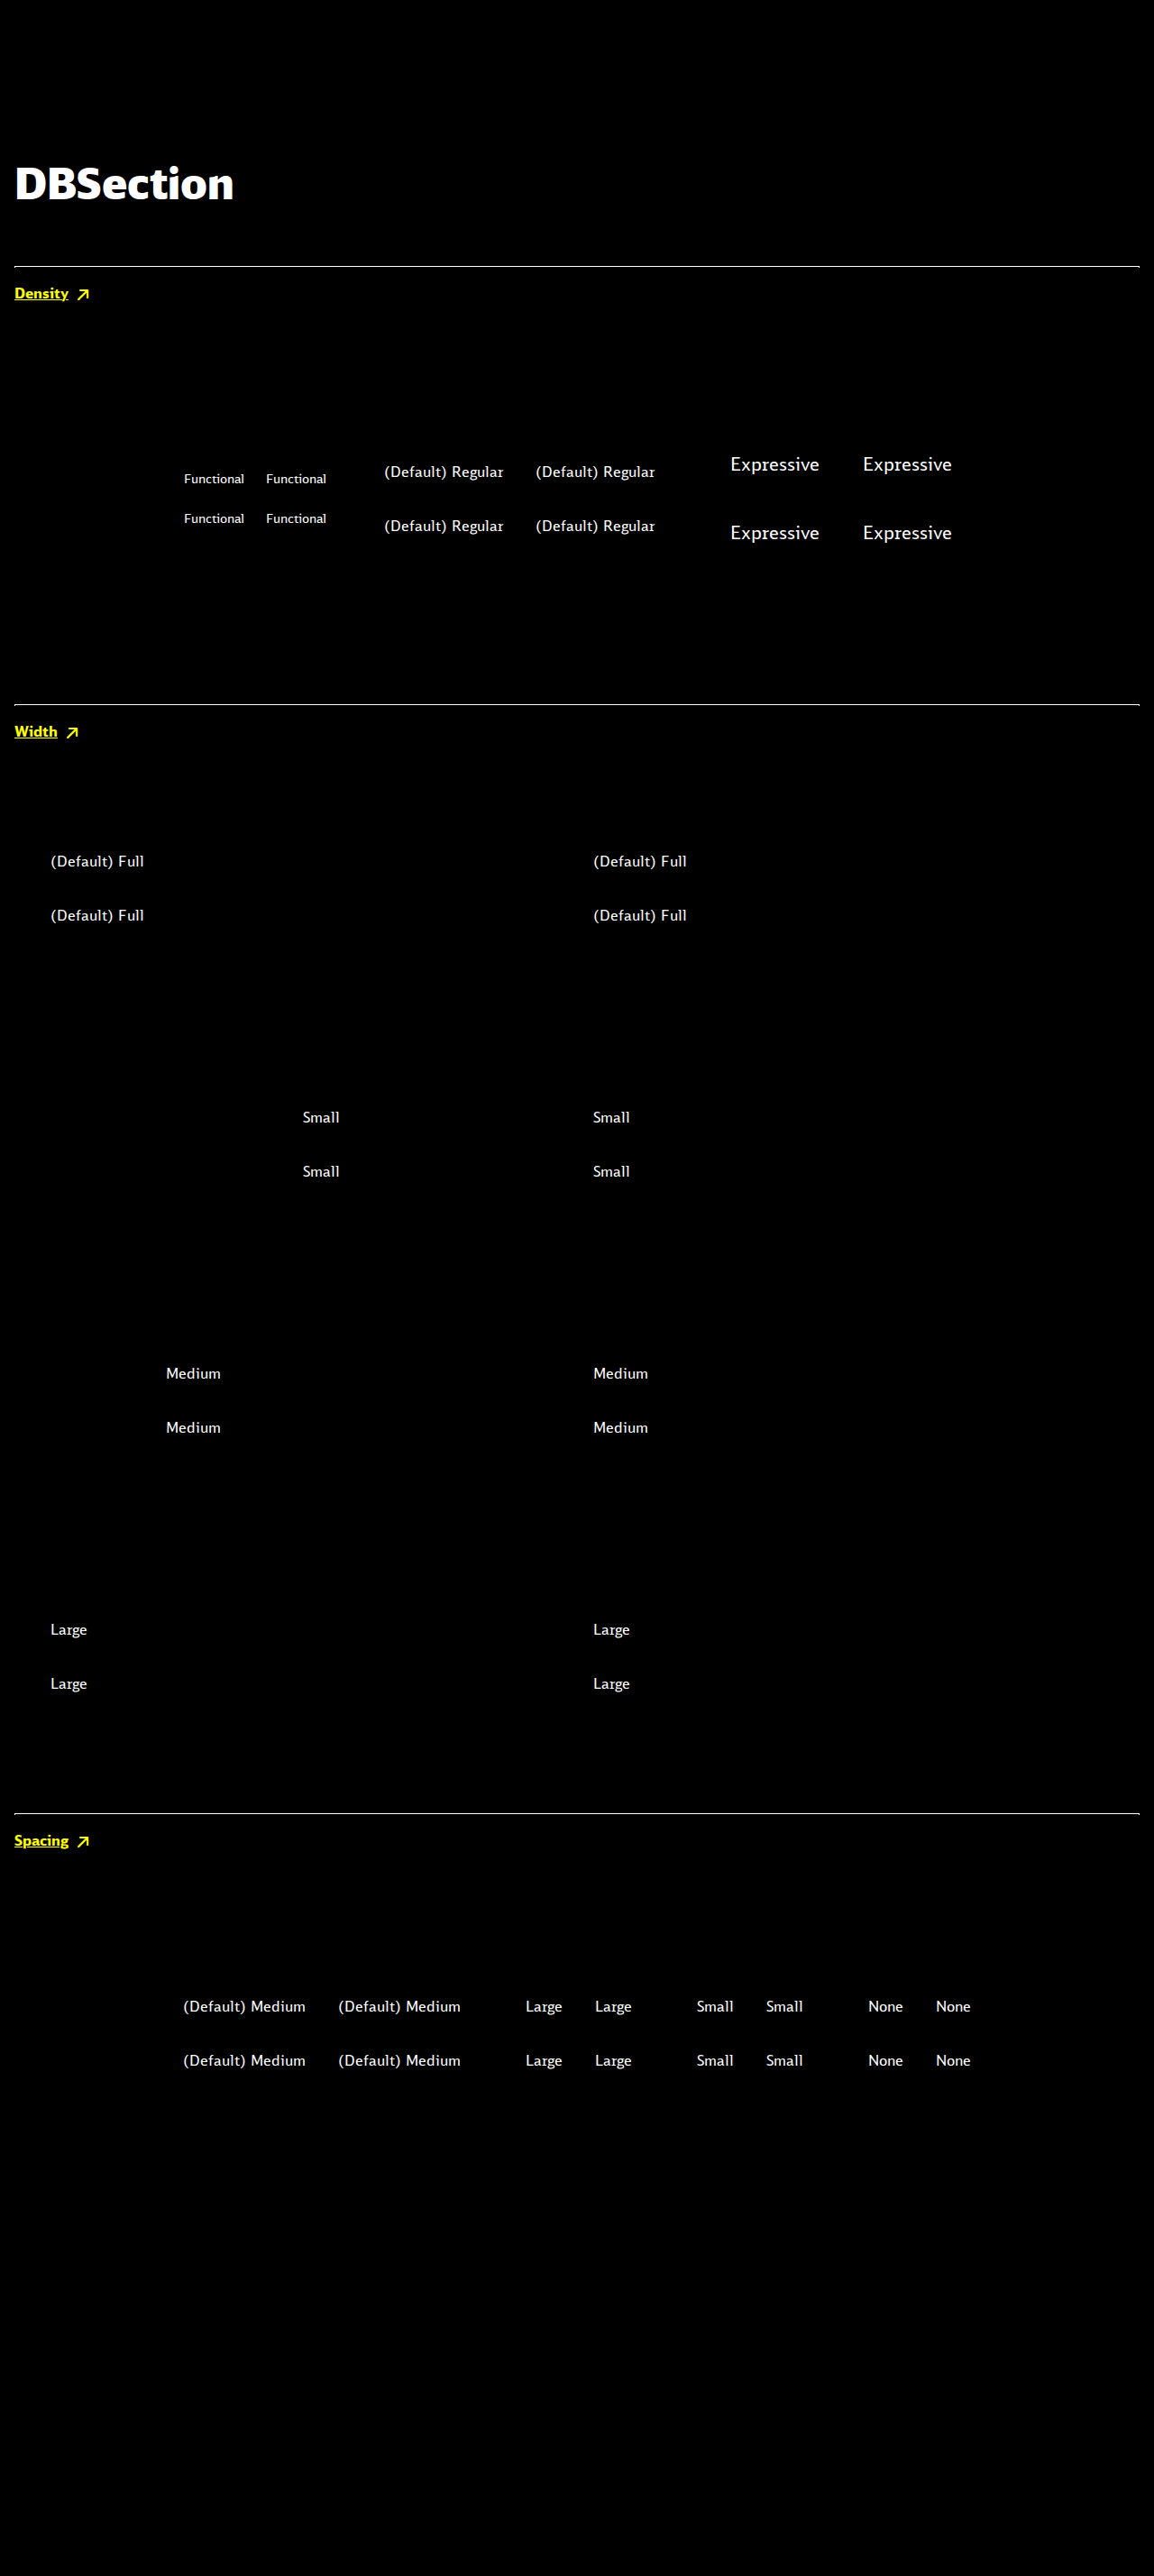 DBSection
Density
Functional Functional (Default) Regular (Default) Regular Expressive Expressive
Functional Functional (Default) Regular (Default) Regular Expressive Expressive
Width
(Default) Full (Default) Full
(Default) Full (Default) Full
Small Small
Small Small
Medium Medium
Medium Medium
Large Large
Large Large
Spacing
(Default) Medium (Default) Medium Large Large Small Small None None
(Default) Medium (Default) Medium Large Large Small Small None None